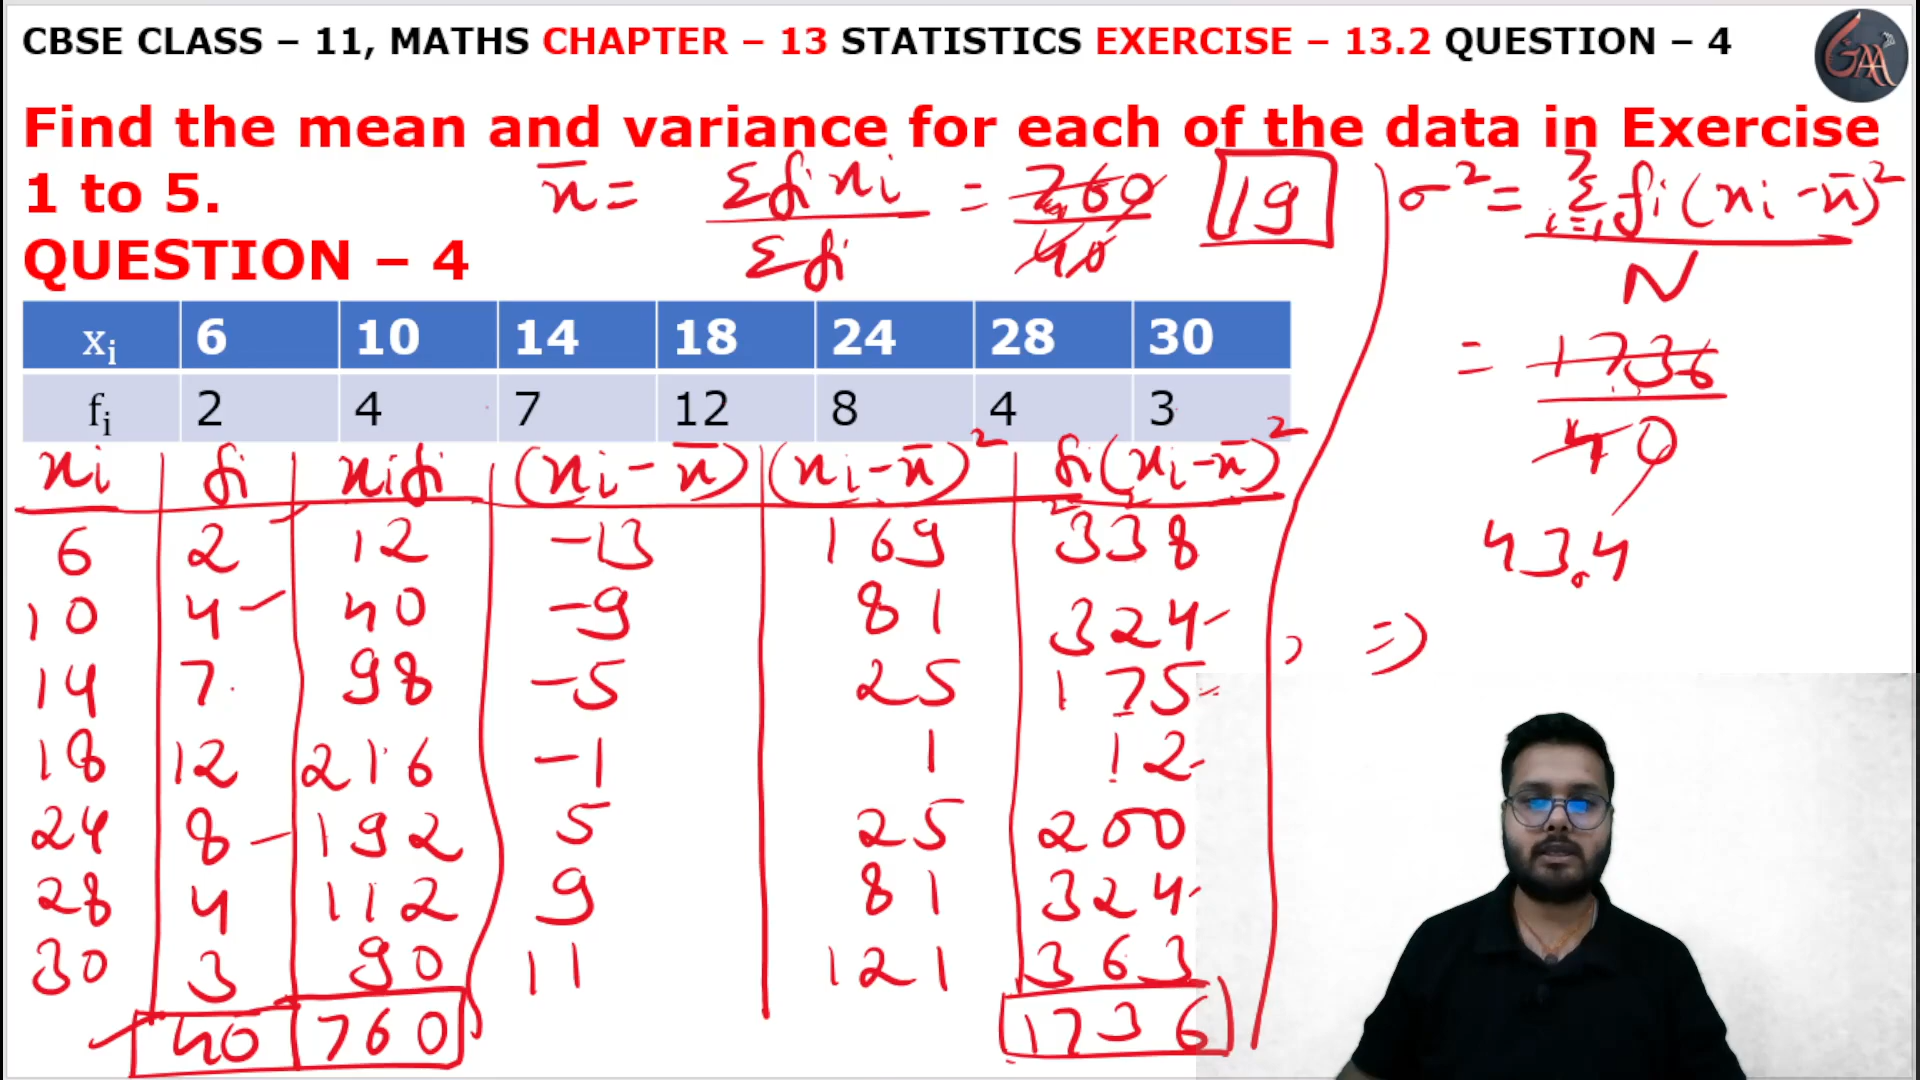 CBSE CLASS – 11, MATHS CHAPTER – 13 STATISTICS EXERCISE – 13.2 QUESTION – 4
GAA
Find the mean and variance for each of the data in Exercise
1 to 5.
QUESTION – 4
x̄ = Σfixi / Σfi = 760 / 40 19
σ² = Σ fi(xi - x̄)² / N
i=1
7
= 1736 / 40
43.4
⇒
xi 6 10 14 18 24 28 30
fi 2 4 7 12 8 4 3
xi fi xifi (xi - x̄) (xi - x̄)² fi(xi - x̄)²
6 2 12 -13 169 338
10 4 40 -9 81 324
14 7 98 -5 25 175
18 12 216 -1 1 12
24 8 192 5 25 200
28 4 112 9 81 324
30 3 90 11 121 363
40 760 1736